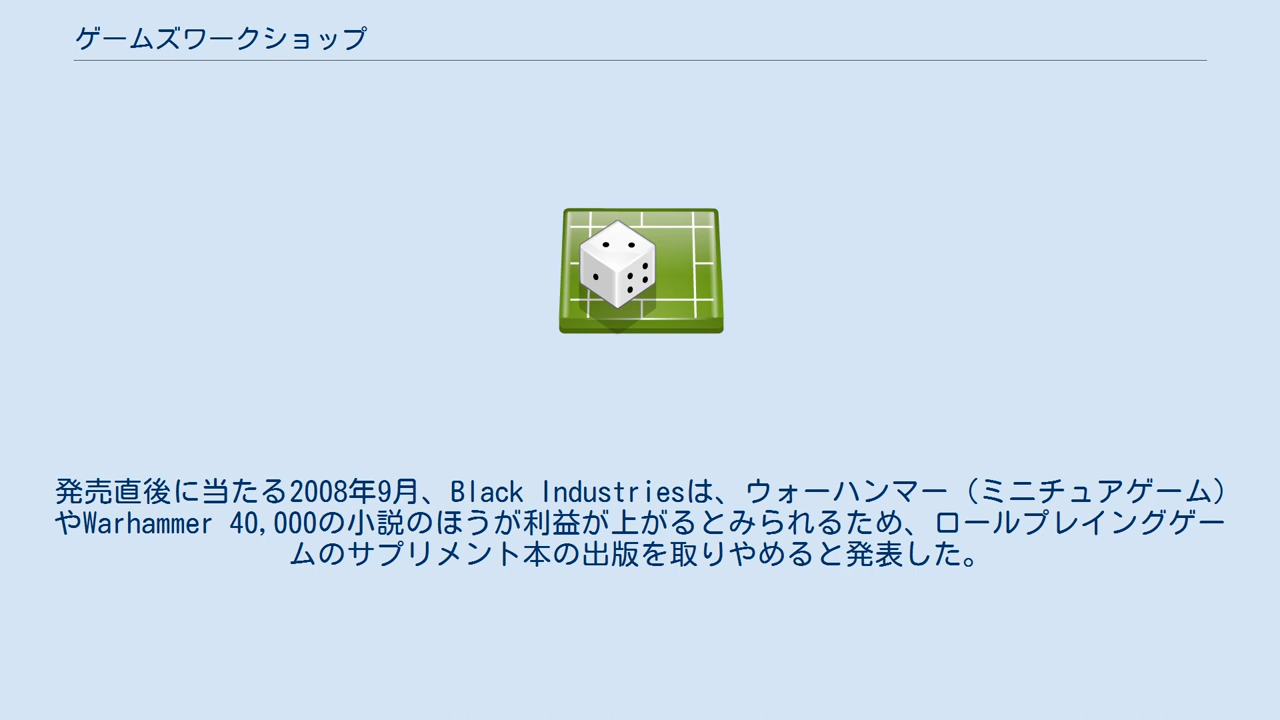 ゲームズワークショップ
発売直後に当たる2008年9月、Black Industriesは、ウォーハンマー（ミニチュアゲーム）
やWarhammer 40,000の小説のほうが利益が上がるとみられるため、ロールプレイングゲー
ムのサプリメント本の出版を取りやめると発表した。